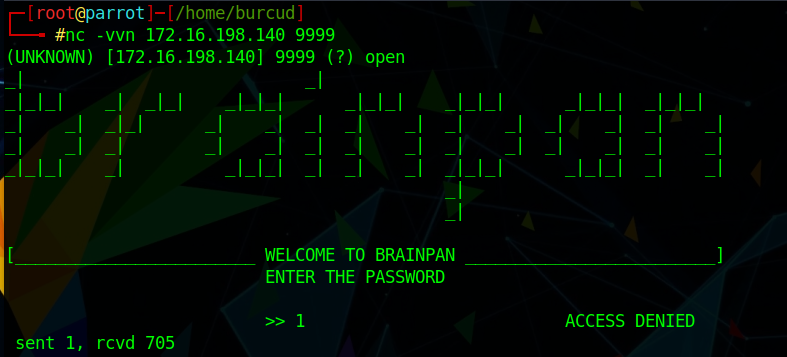 ┌─[root@parrot]─[/home/burcud]
└──╼ #nc -vvn 172.16.198.140 9999
(UNKNOWN) [172.16.198.140] 9999 (?) open
_|                            _|
_|_|_|    _|  _|_|    _|_|_|      _|_|_|    _|_|_|      _|_|_|  _|_|_|
_|    _|  _|_|      _|    _|  _|  _|    _|  _|    _|  _|    _|  _|    _|
_|    _|  _|        _|    _|  _|  _|    _|  _|    _|  _|    _|  _|    _|
_|_|_|    _|          _|_|_|  _|  _|    _|  _|_|_|      _|_|_|  _|    _|
                                            _|
                                            _|
[________________________ WELCOME TO BRAINPAN _________________________]
                          ENTER THE PASSWORD
                          >> 1                          ACCESS DENIED
 sent 1, rcvd 705